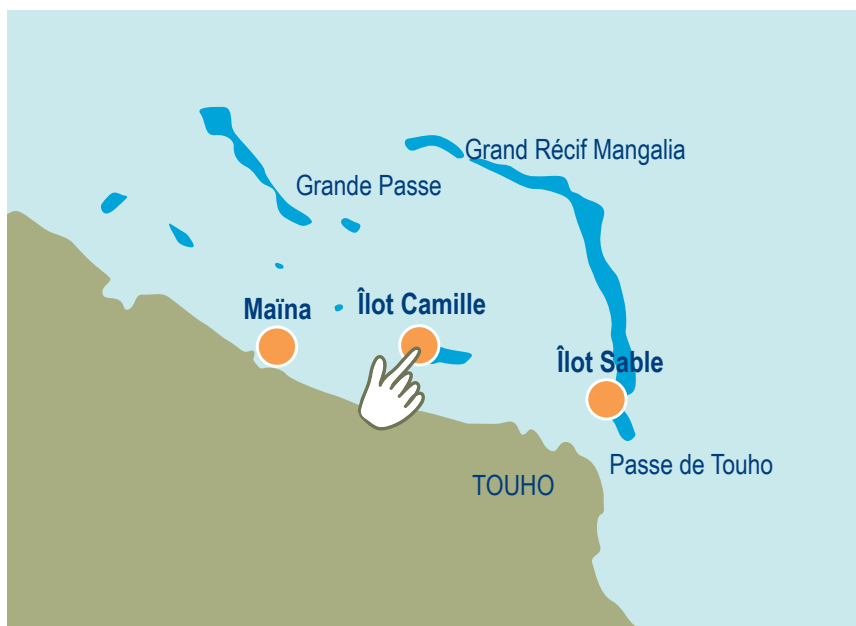 Grand Récif Mangalia
Grande Passe
Maïna
Îlot Camille
Îlot Sable
Passe de Touho
TOUHO